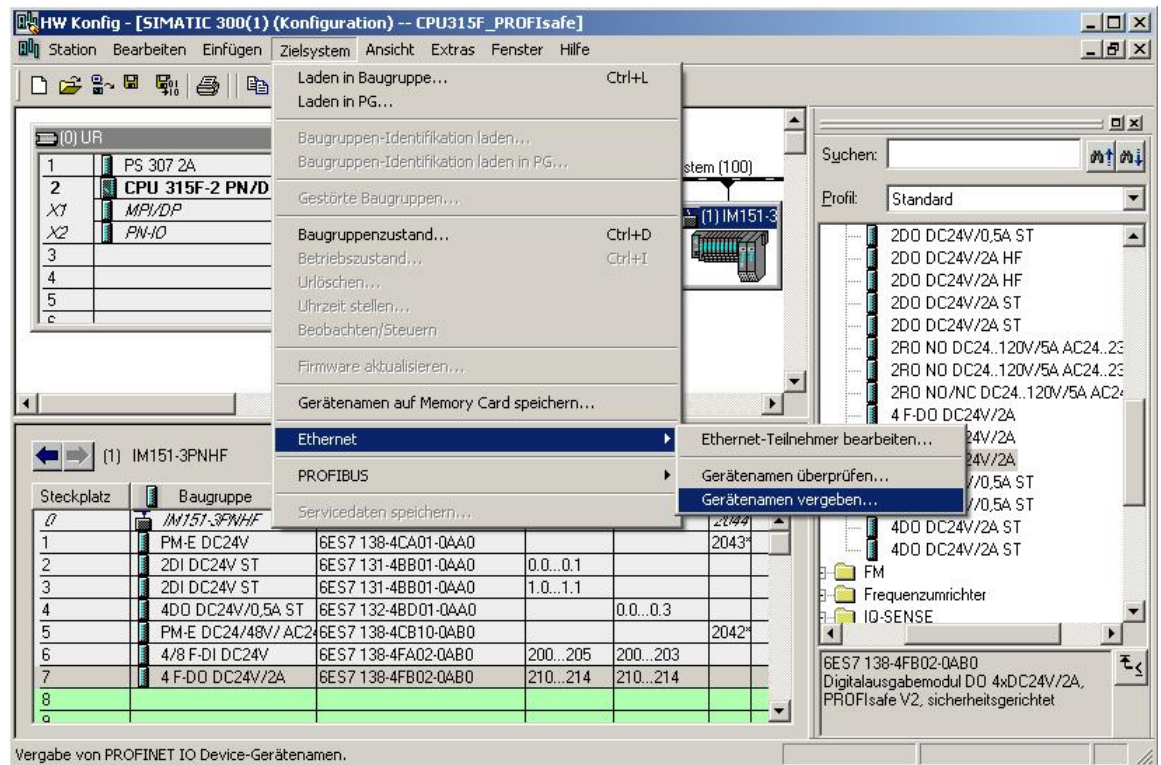 HW Konfig - [SIMATIC 300(1) (Konfiguration) -- CPU315F_PROFIsafe]
Station Bearbeiten Einfügen Zielsystem Ansicht Extras Fenster Hilfe
Laden in Baugruppe... Ctrl+L
Laden in PG...
Baugruppen-Identifikation laden...
Baugruppen-Identifikation laden in PG...
Gestörte Baugruppen...
Baugruppenzustand... Ctrl+D
Betriebszustand... Ctrl+I
Urlöschen...
Uhrzeit stellen...
Beobachten/Steuern
Firmware aktualisieren...
Gerätenamen auf Memory Card speichern...
Ethernet
PROFIBUS
Servicedaten speichern...
Ethernet-Teilnehmer bearbeiten...
Gerätenamen überprüfen...
Gerätenamen vergeben...
(0) UR
1 PS 307 2A
2 CPU 315F-2 PN/D
X1 MPI/DP
X2 PN-IO
3
4
5
stem (100)
(1) IM151-3
Suchen:
Profil: Standard
2DO DC24V/0,5A ST
2DO DC24V/2A HF
2DO DC24V/2A HF
2DO DC24V/2A ST
2DO DC24V/2A ST
2RO NO DC24..120V/5A AC24..23
2RO NO DC24..120V/5A AC24..23
2RO NO/NC DC24..120V/5A AC24
4 F-DO DC24V/2A
24V/2A
24V/2A
/0,5A ST
/0,5A ST
4DO DC24V/2A ST
4DO DC24V/2A ST
FM
Frequenzumrichter
IQ-SENSE
6ES7 138-4FB02-0AB0
Digitalausgabemodul DO 4xDC24V/2A,
PROFIsafe V2, sicherheitsgerichtet
(1) IM151-3PNHF
Steckplatz Baugruppe
0 IM151-3PNHF 2044
1 PM-E DC24V 6ES7 138-4CA01-0AA0 2043*
2 2DI DC24V ST 6ES7 131-4BB01-0AA0 0.0...0.1
3 2DI DC24V ST 6ES7 131-4BB01-0AA0 1.0...1.1
4 4DO DC24V/0,5A ST 6ES7 132-4BD01-0AA0 0.0...0.3
5 PM-E DC24/48V/ AC24 6ES7 138-4CB10-0AB0 2042*
6 4/8 F-DI DC24V 6ES7 138-4FA02-0AB0 200...205 200...203
7 4 F-DO DC24V/2A 6ES7 138-4FB02-0AB0 210...214 210...214
8
9
Vergabe von PROFINET IO Device-Gerätenamen.